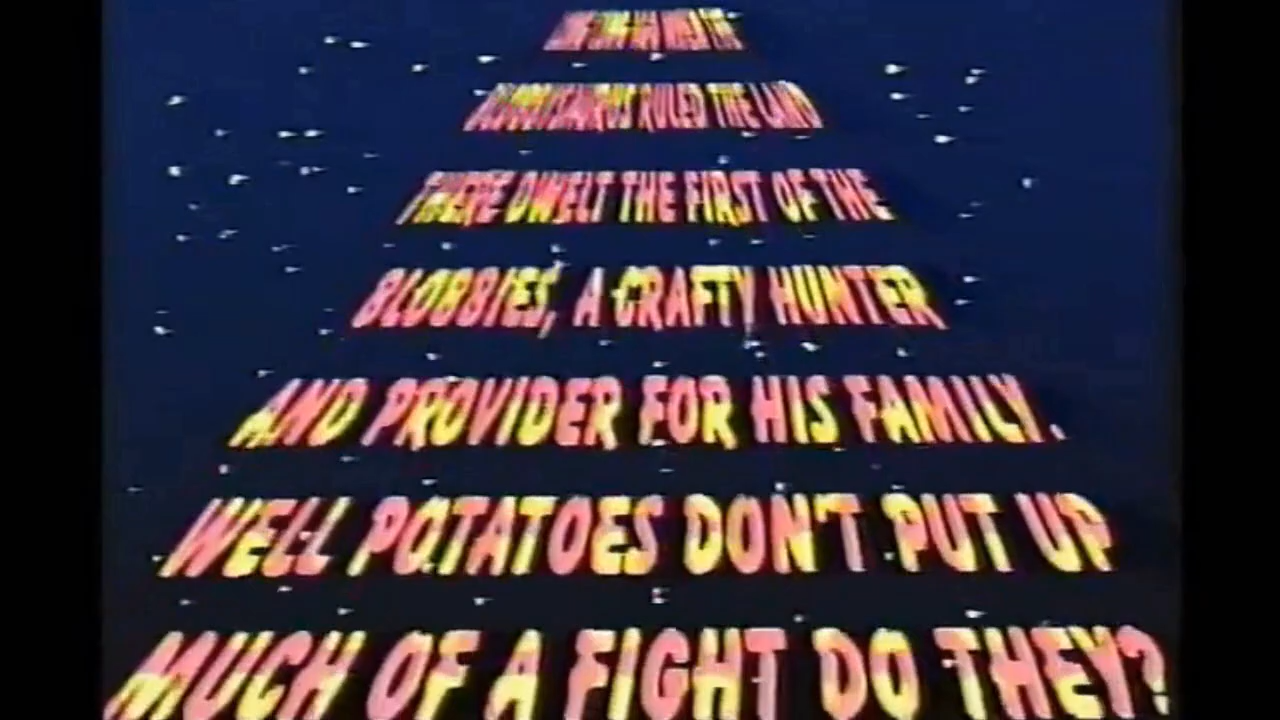 RULED THE LAND
THERE DWELT THE FIRST OF THE
BLOBBIES, A CRAFTY HUNTER
AND PROVIDER FOR HIS FAMILY.
WELL POTATOES DON'T PUT UP
MUCH OF A FIGHT DO THEY?